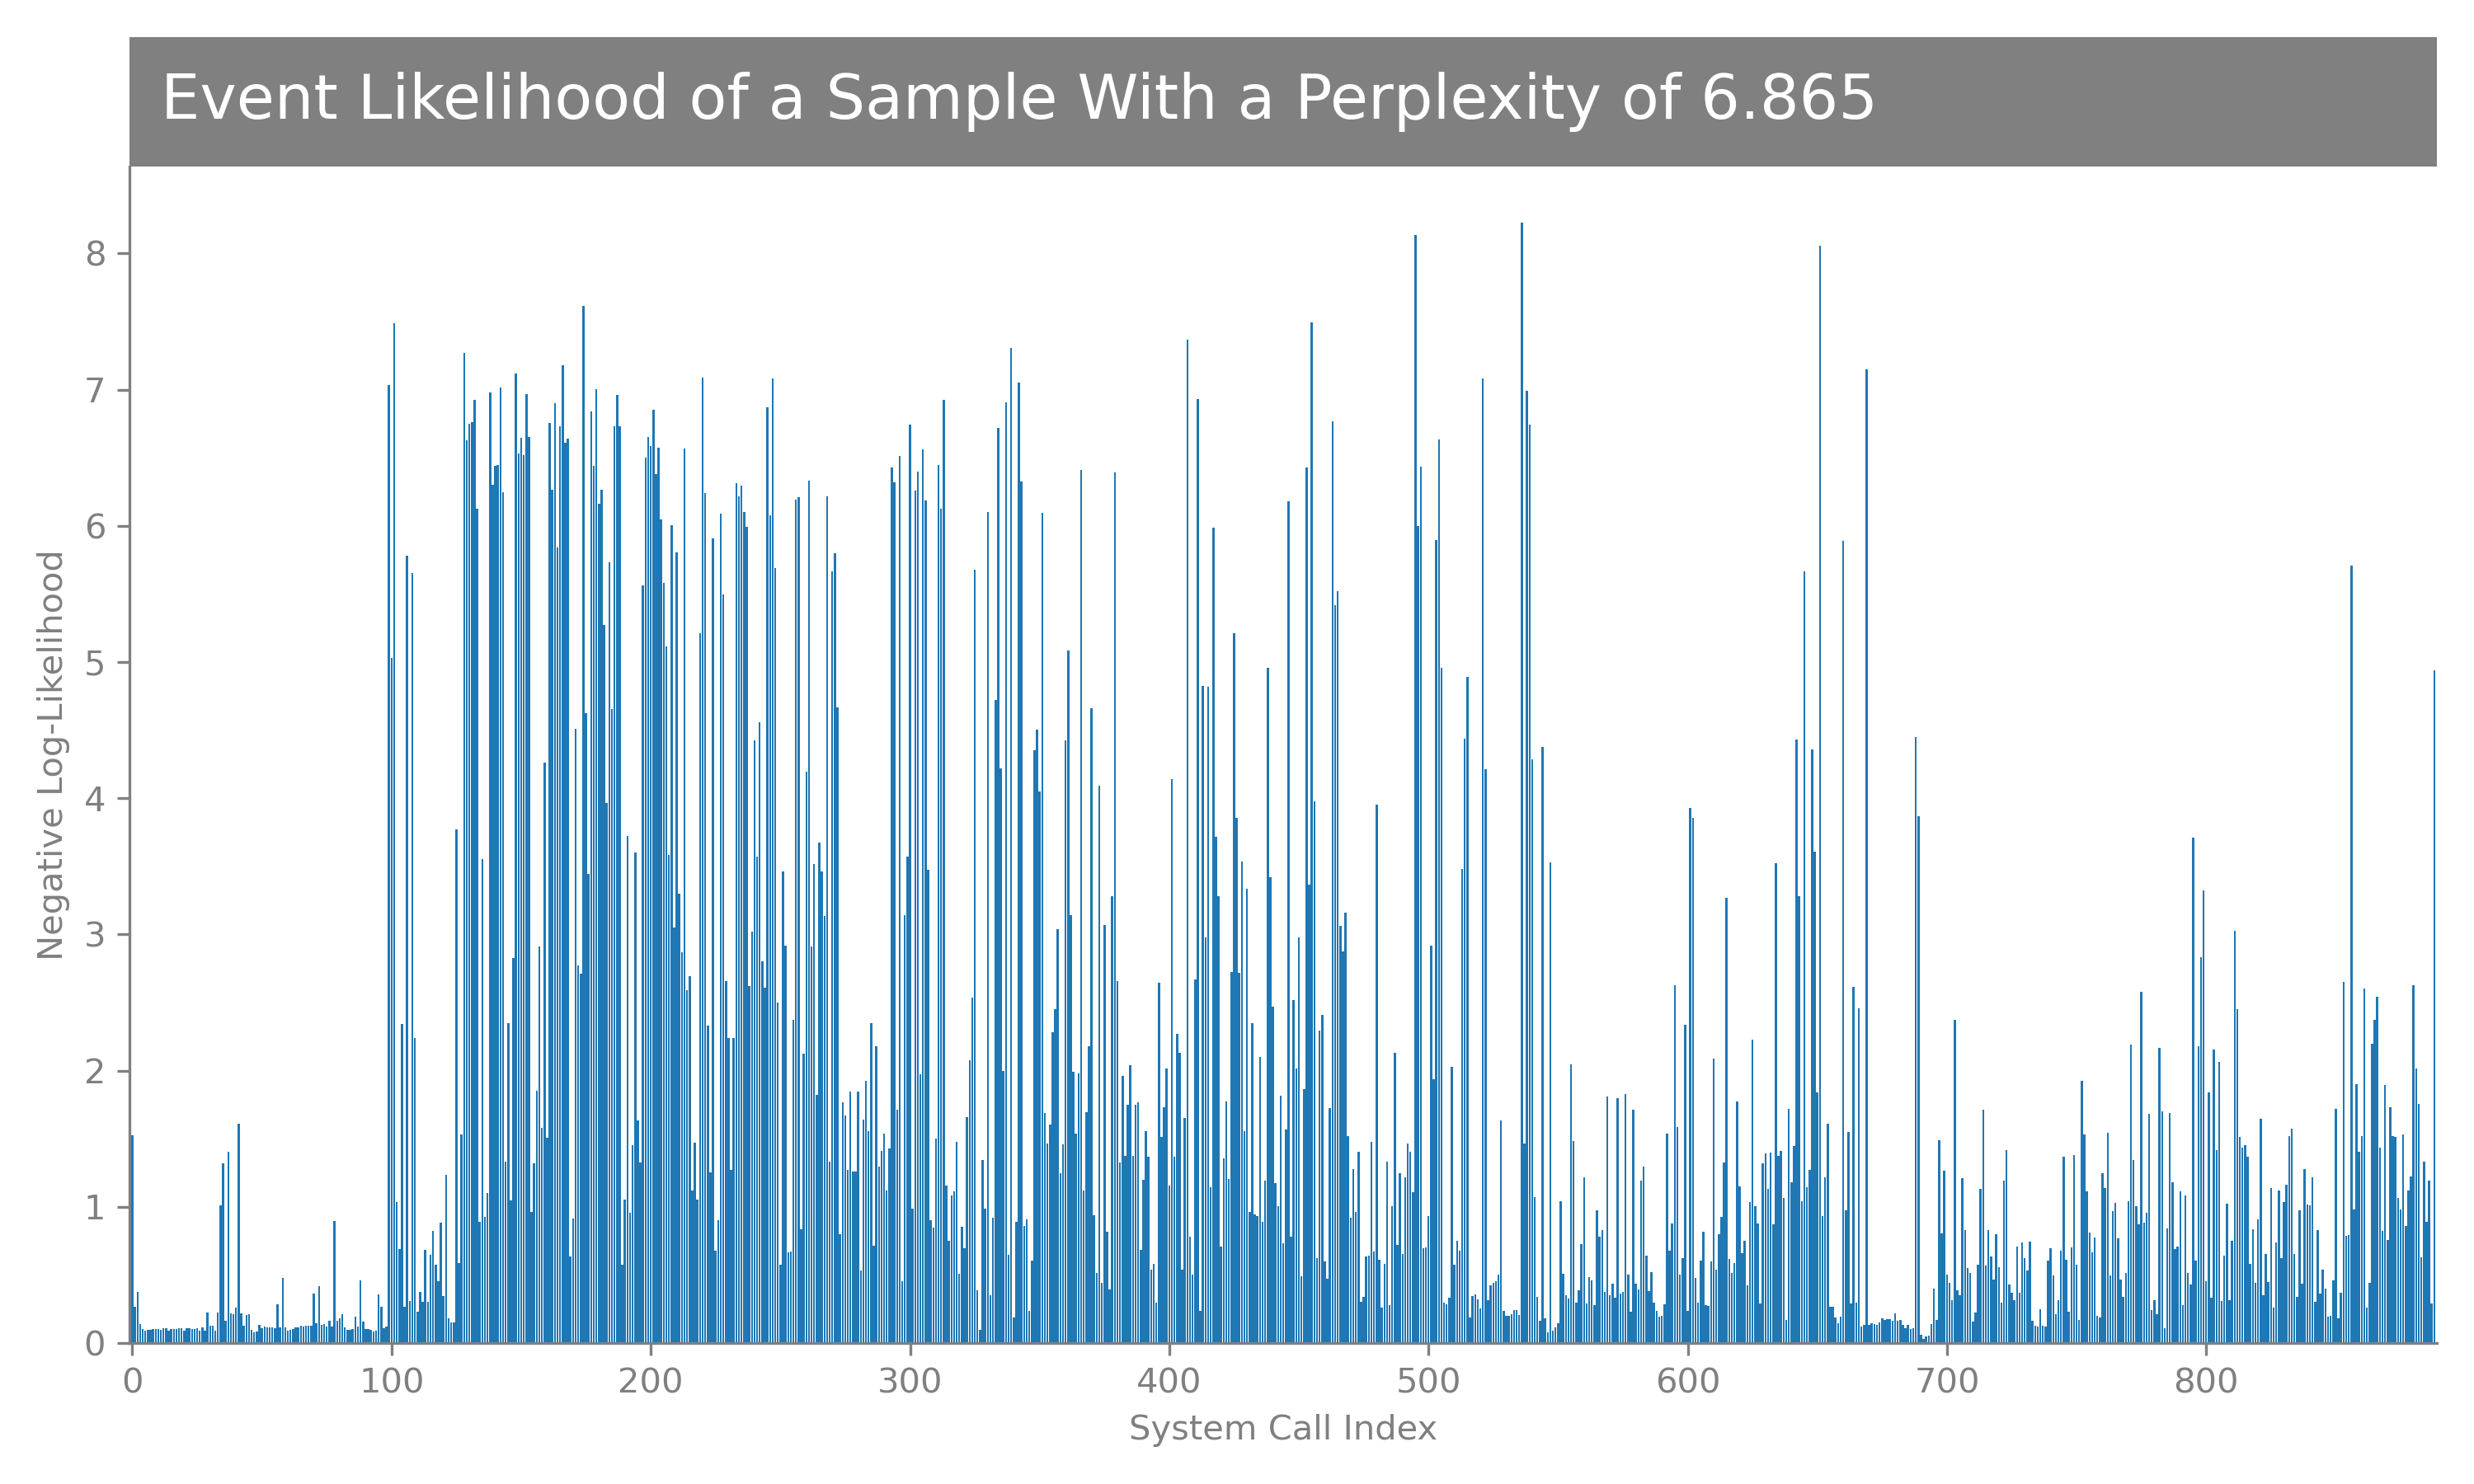 Event Likelihood of a Sample With a Perplexity of 6.865
8
7
6
5
4
3
2
1
0
Negative Log-Likelihood
0 100 200 300 400 500 600 700 800
System Call Index